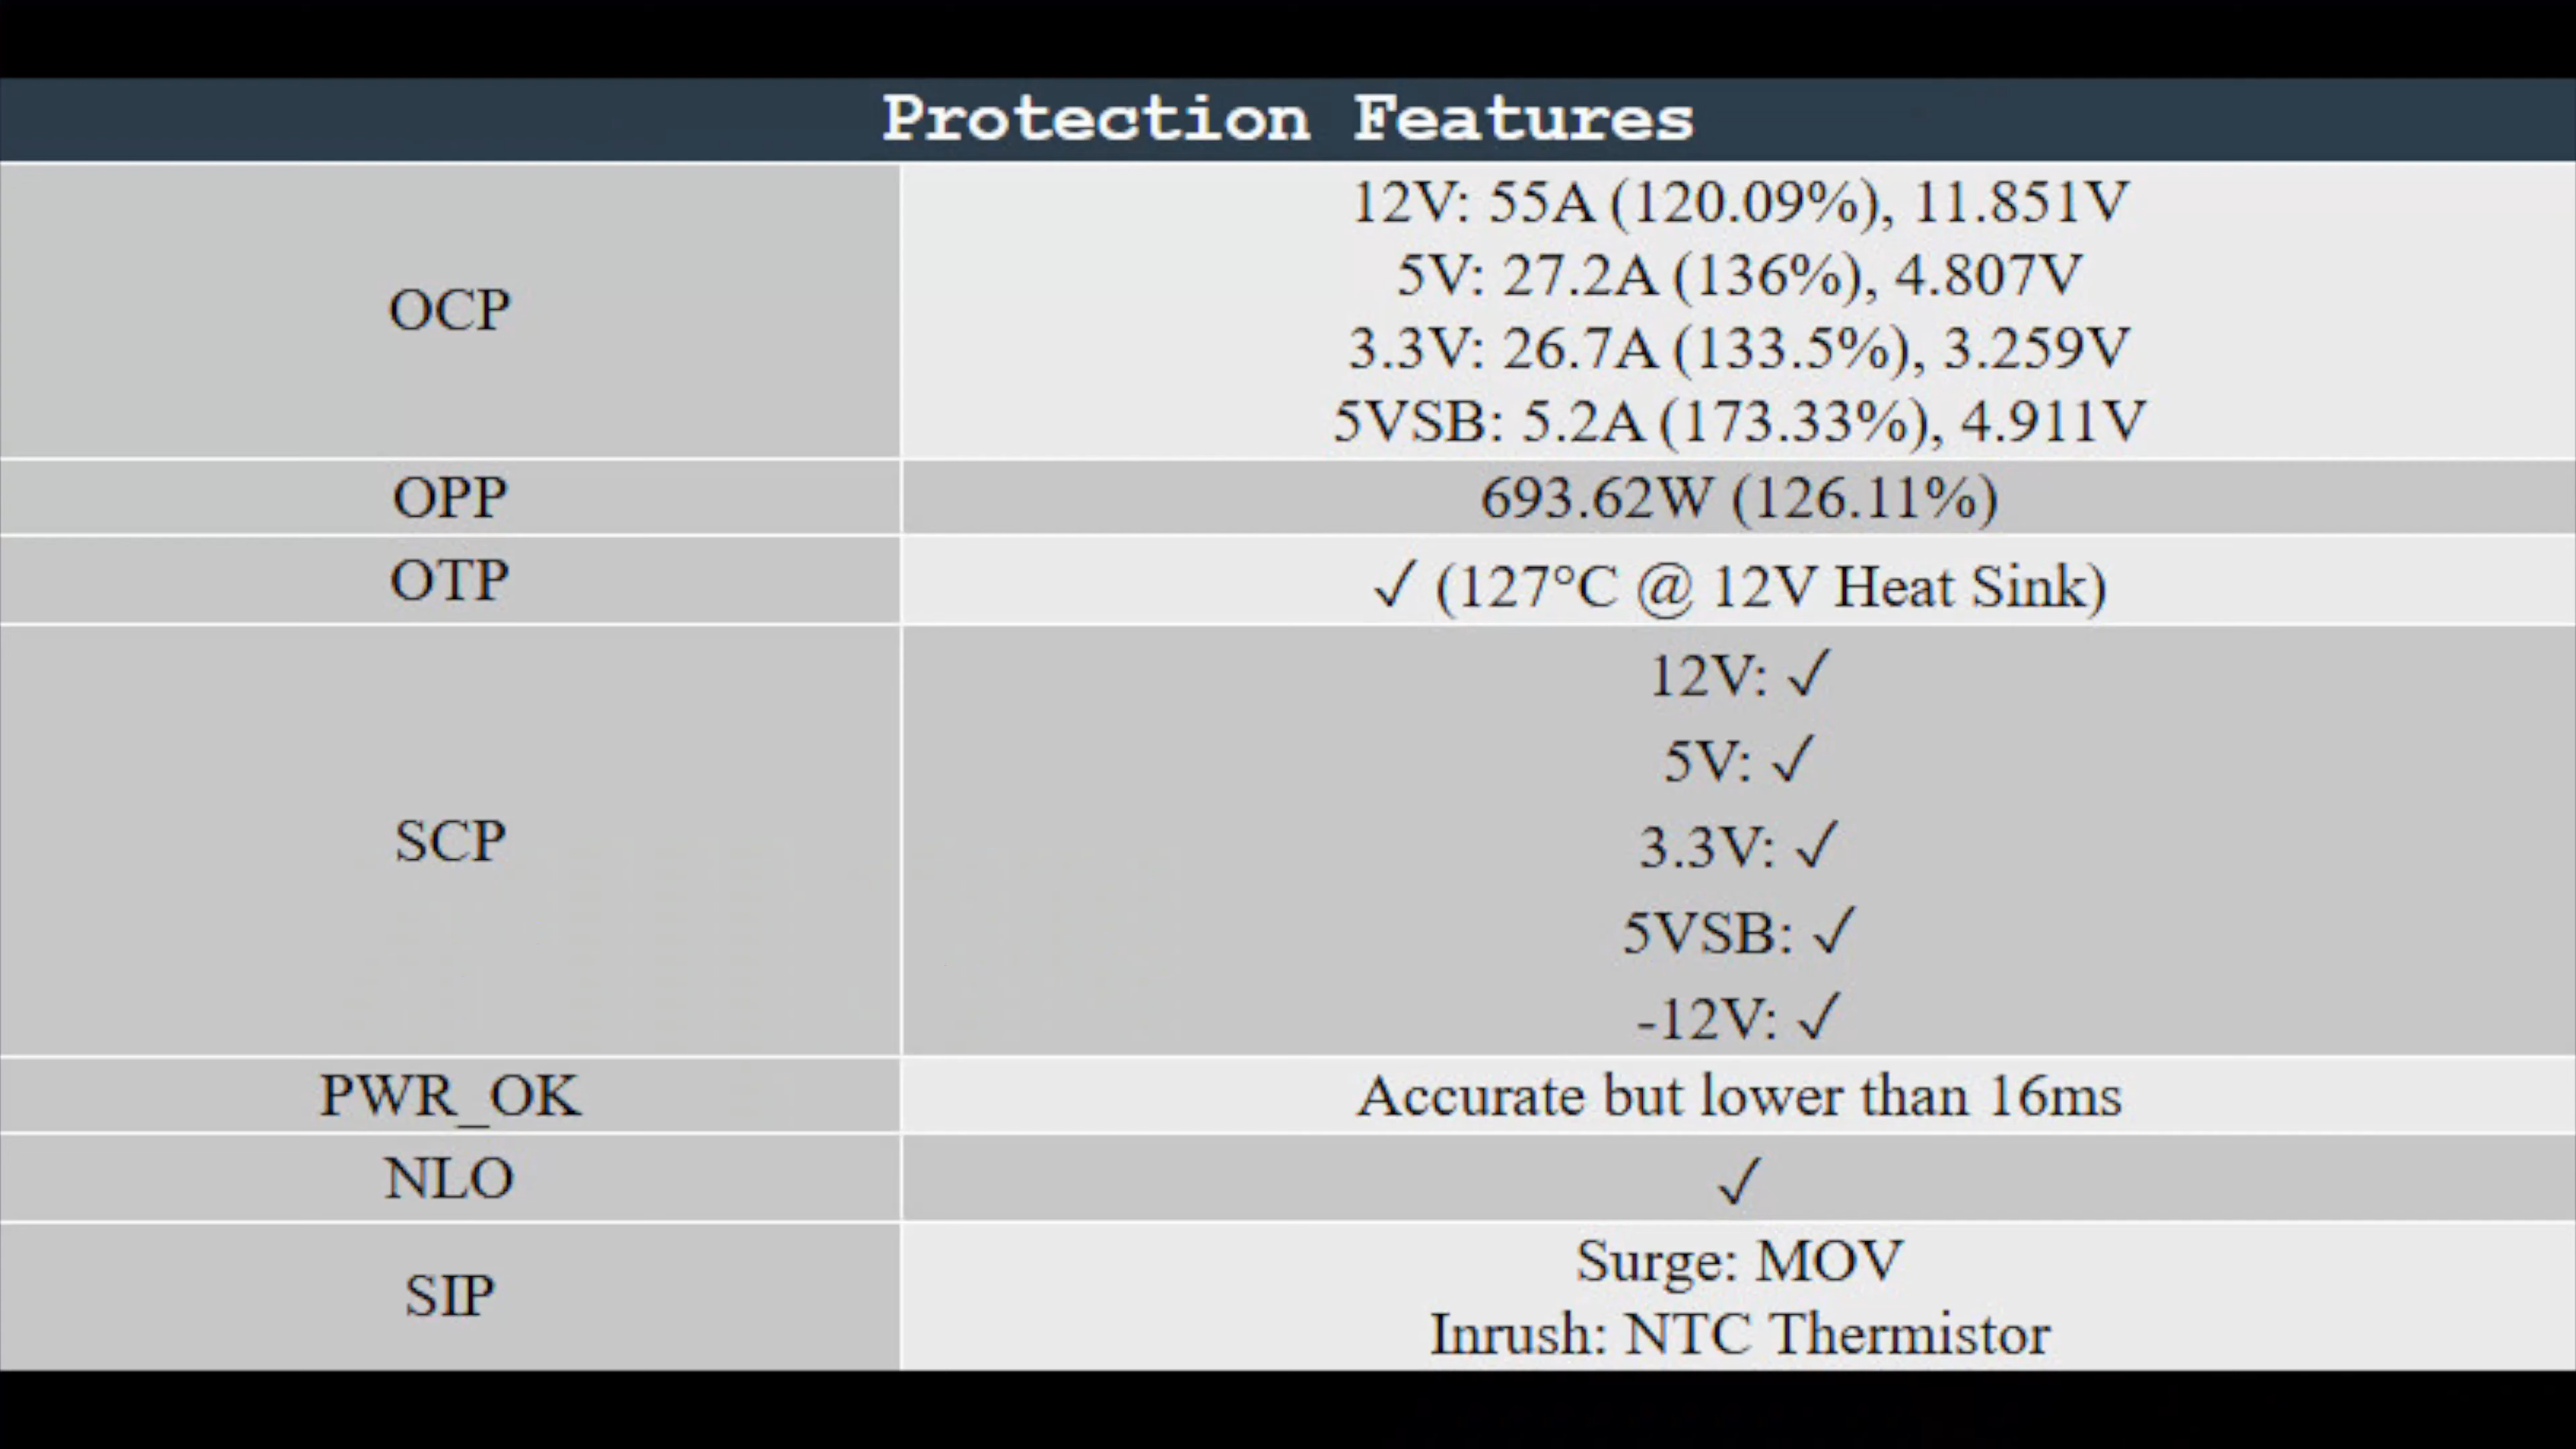 Protection Features
OCP
12V: 55A (120.09%), 11.851V
5V: 27.2A (136%), 4.807V
3.3V: 26.7A (133.5%), 3.259V
5VSB: 5.2A (173.33%), 4.911V
OPP
693.62W (126.11%)
OTP
✓ (127°C @ 12V Heat Sink)
SCP
12V: ✓
5V: ✓
3.3V: ✓
5VSB: ✓
-12V: ✓
PWR_OK
Accurate but lower than 16ms
NLO
✓
SIP
Surge: MOV
Inrush: NTC Thermistor